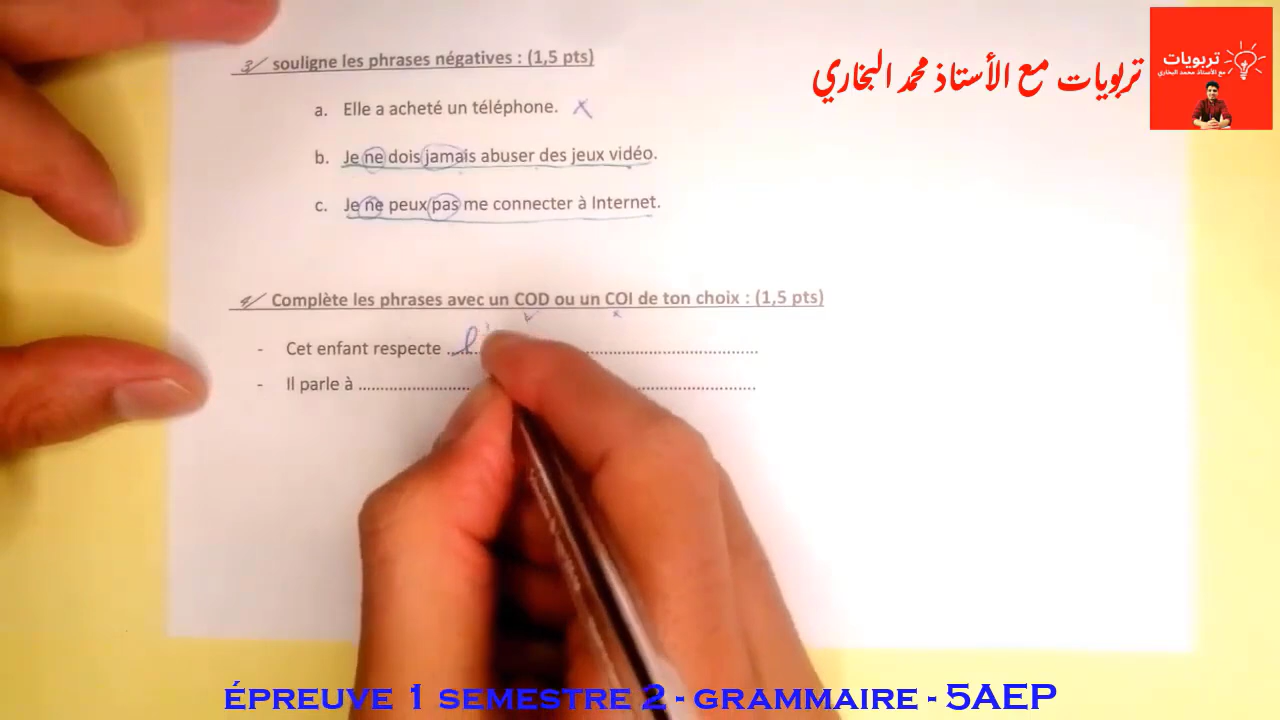 تربويات مع الأستاذ محمد البخاري
تربويات
مع الأستاذ محمد البخاري
3/ souligne les phrases négatives : (1,5 pts)
a. Elle a acheté un téléphone. x
b. Je ne dois jamais abuser des jeux vidéo.
c. Je ne peux pas me connecter à Internet.
4/ Complète les phrases avec un COD ou un COI de ton choix : (1,5 pts)
- Cet enfant respecte ....................
- Il parle à ....................
ÉPREUVE 1 SEMESTRE 2 - GRAMMAIRE - 5AEP